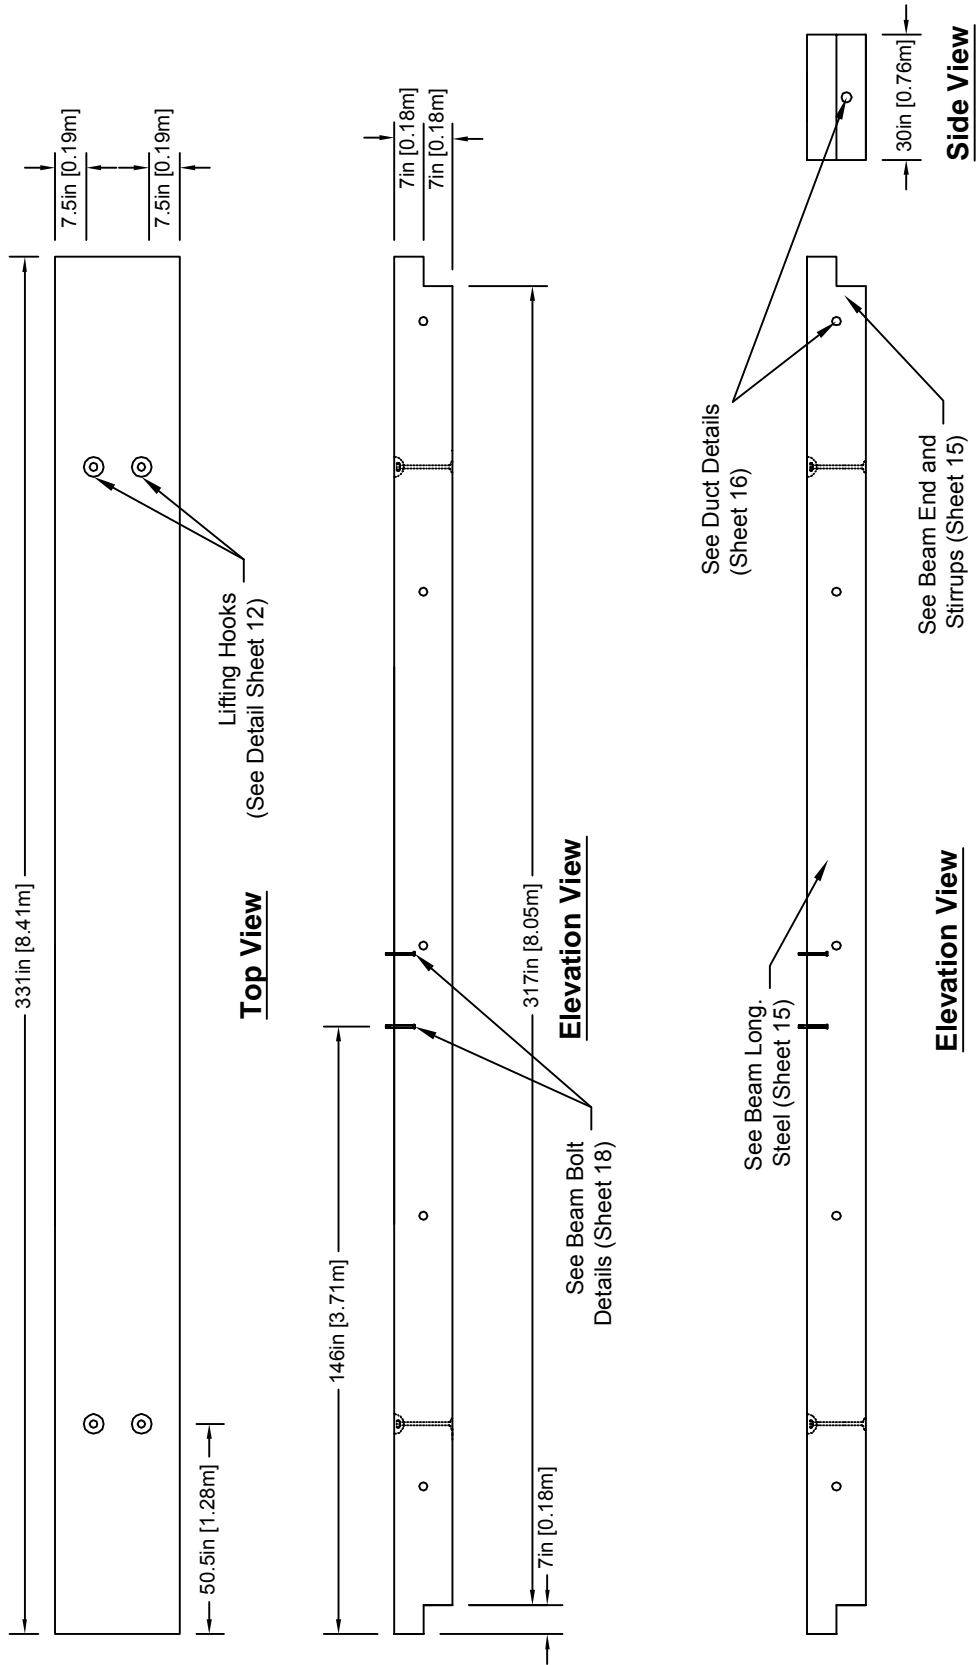 331in [8.41m]
7.5in [0.19m]
7.5in [0.19m]
50.5in [1.28m]
Lifting Hooks
(See Detail Sheet 12)
Top View
146in [3.71m]
7in [0.18m]
7in [0.18m]
7in [0.18m]
317in [8.05m]
See Beam Bolt
Details (Sheet 18)
Elevation View
See Beam Long.
Steel (Sheet 15)
See Duct Details
(Sheet 16)
See Beam End and
Stirrups (Sheet 15)
30in [0.76m]
Elevation View
Side View